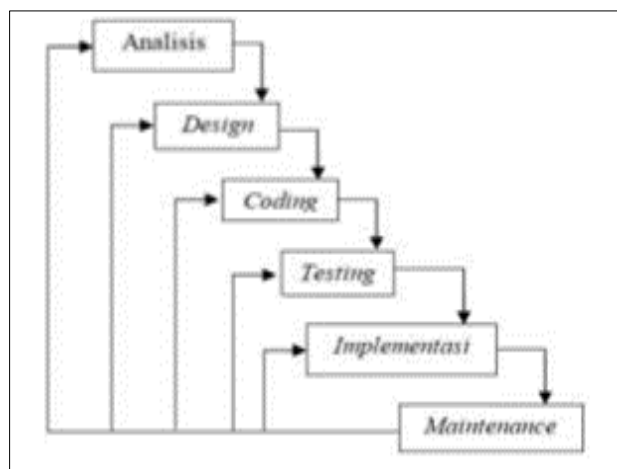 Analisis
Design
Coding
Testing
Implementasi
Maintenance